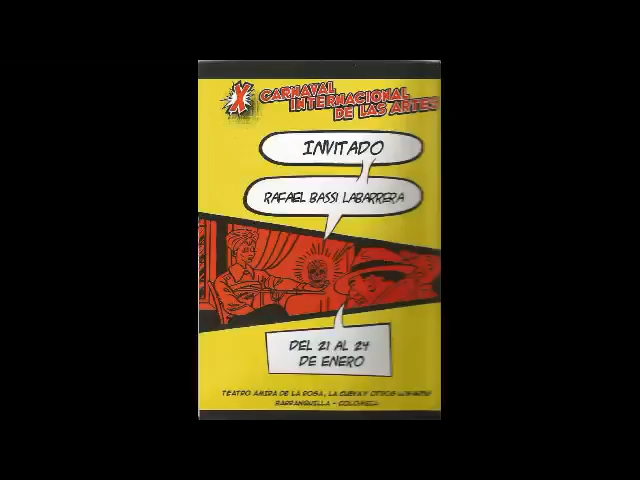 X CARNAVAL
INTERNACIONAL
DE LAS ARTES
INVITADO
RAFAEL BASSI LABARRERA
DEL 21 AL 24
DE ENERO
TEATRO AMIRA DE LA ROSA, LA CUEVA Y OTROS
BARRANQUILLA - COLOMBIA